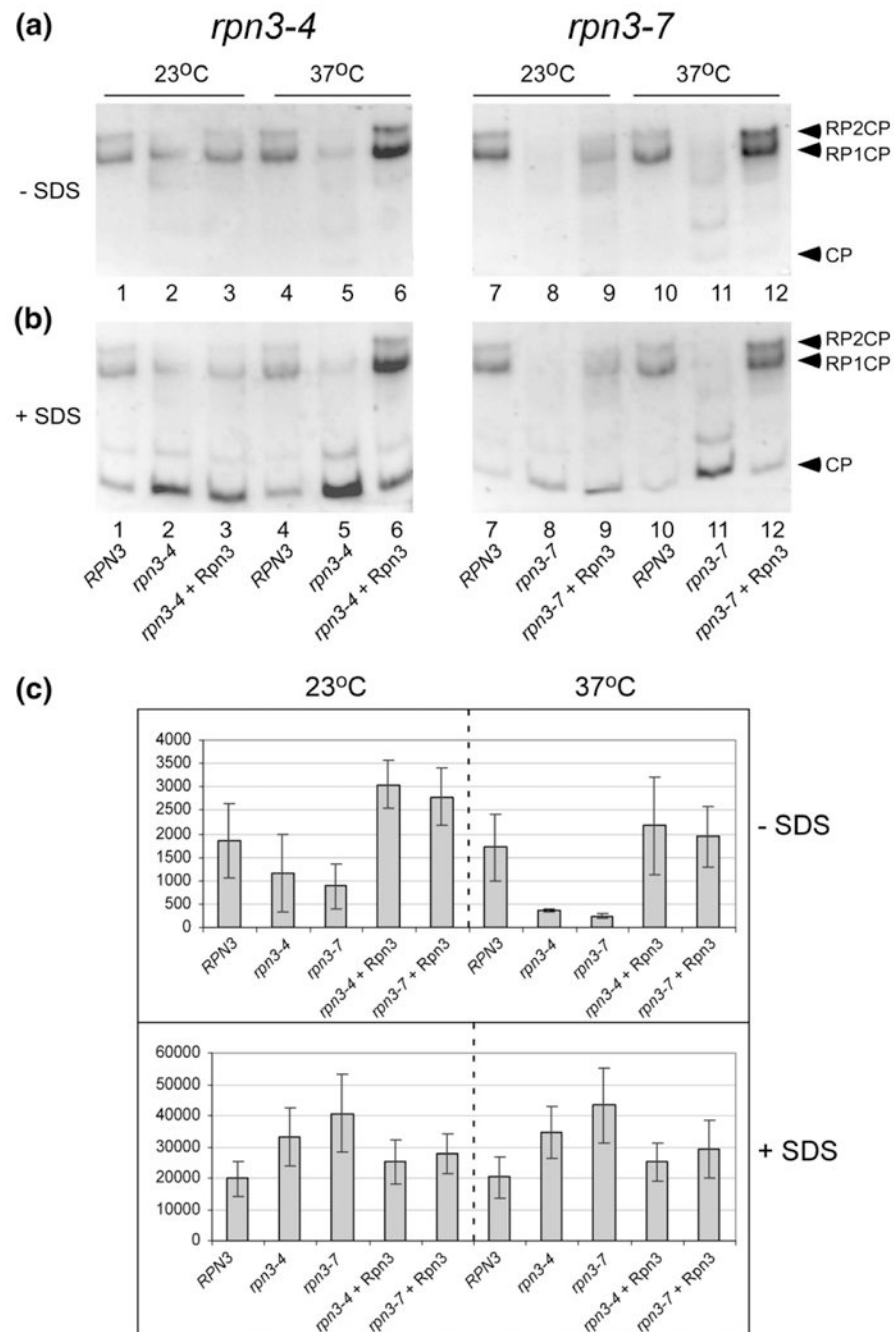 (a) rpn3-4 rpn3-7
23°C 37°C 23°C 37°C
RP2CP
RP1CP
- SDS
CP
1 2 3 4 5 6 7 8 9 10 11 12
(b)
RP2CP
RP1CP
+ SDS
CP
1 2 3 4 5 6 7 8 9 10 11 12
RPN3 rpn3-4 rpn3-4 + Rpn3 RPN3 rpn3-4 rpn3-4 + Rpn3 RPN3 rpn3-7 rpn3-7 + Rpn3 RPN3 rpn3-7 rpn3-7 + Rpn3
(c) 23°C 37°C
4000
3500
3000
2500
2000
1500
1000
500
0
- SDS
RPN3 rpn3-4 rpn3-7 rpn3-4 + Rpn3 rpn3-7 + Rpn3 RPN3 rpn3-4 rpn3-7 rpn3-4 + Rpn3 rpn3-7 + Rpn3
60000
50000
40000
30000
20000
10000
0
+ SDS
RPN3 rpn3-4 rpn3-7 rpn3-4 + Rpn3 rpn3-7 + Rpn3 RPN3 rpn3-4 rpn3-7 rpn3-4 + Rpn3 rpn3-7 + Rpn3